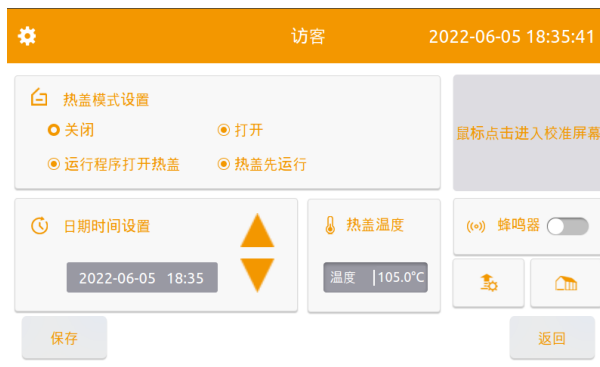 访客
2022-06-05 18:35:41
热盖模式设置
关闭
打开
运行程序打开热盖
热盖先运行
鼠标点击进入校准屏幕
日期时间设置
2022-06-05 18:35
热盖温度
温度 105.0℃
蜂鸣器
保存
返回